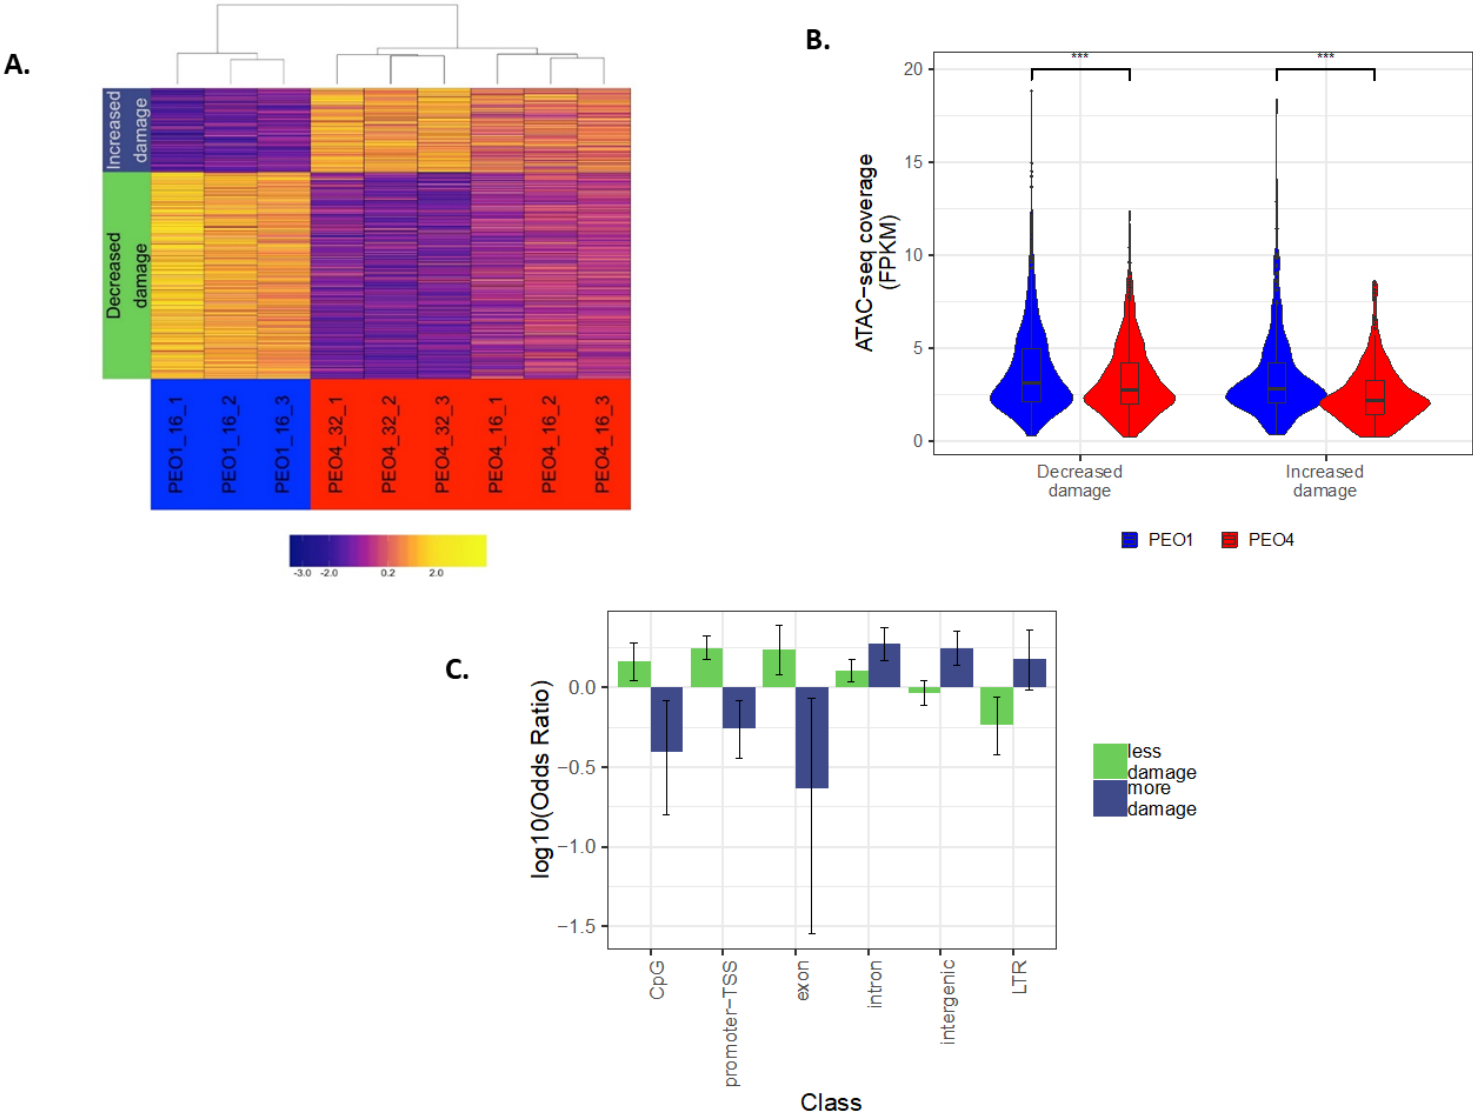 A.
Increased
damage
Decreased
damage
PEO1_16_1
PEO1_16_2
PEO1_16_3
PEO4_32_1
PEO4_32_2
PEO4_32_3
PEO4_16_1
PEO4_16_2
PEO4_16_3
-3.0 -2.0 0.2 2.0
B.
*** ***
ATAC−seq coverage
(FPKM)
20
15
10
5
0
Decreased
damage
Increased
damage
PEO1 PEO4
C.
log10(Odds Ratio)
0.0
−0.5
−1.0
−1.5
CpG
promoter−TSS
exon
intron
intergenic
LTR
Class
less
damage
more
damage